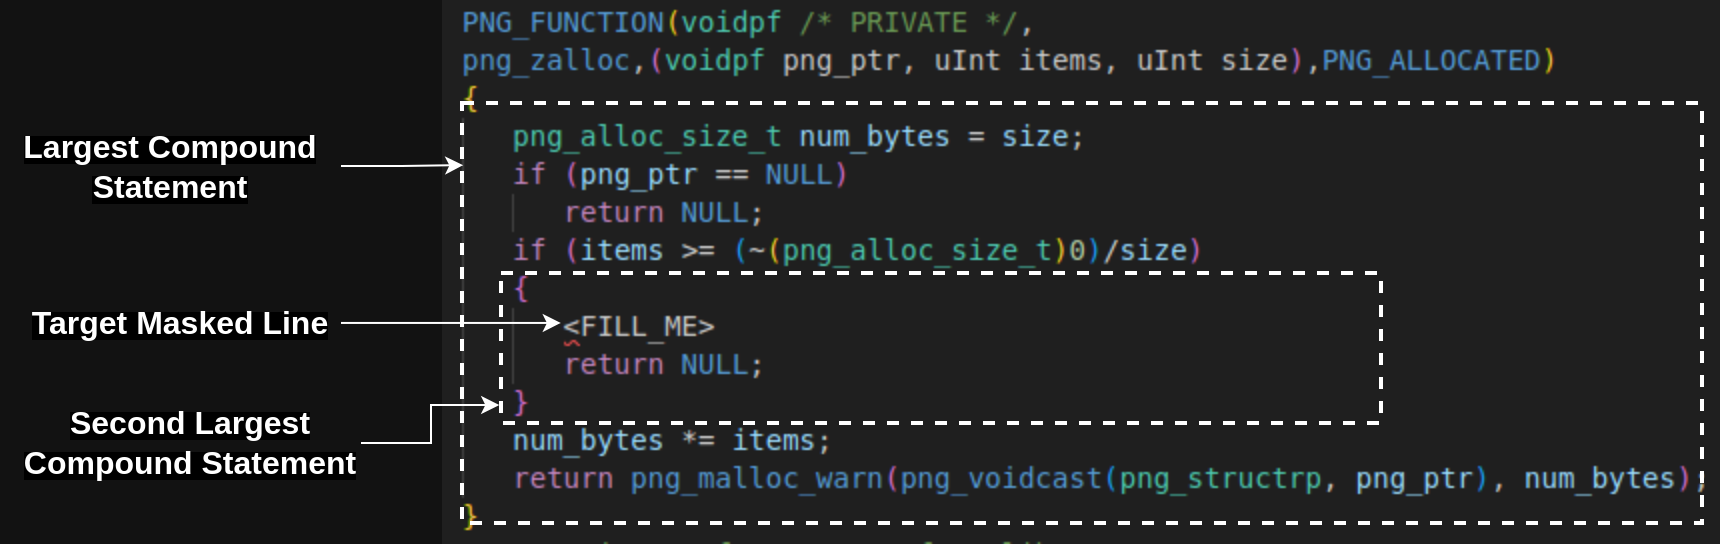 PNG_FUNCTION(voidpf /* PRIVATE */,
png_zalloc,(voidpf png_ptr, uInt items, uInt size),PNG_ALLOCATED)
{
png_alloc_size_t num_bytes = size;
if (png_ptr == NULL)
return NULL;
if (items >= (~(png_alloc_size_t)0)/size)
{
<FILL_ME>
return NULL;
}
num_bytes *= items;
return png_malloc_warn(png_voidcast(png_structrp, png_ptr), num_bytes);
}
Largest Compound
Statement
Target Masked Line
Second Largest
Compound Statement